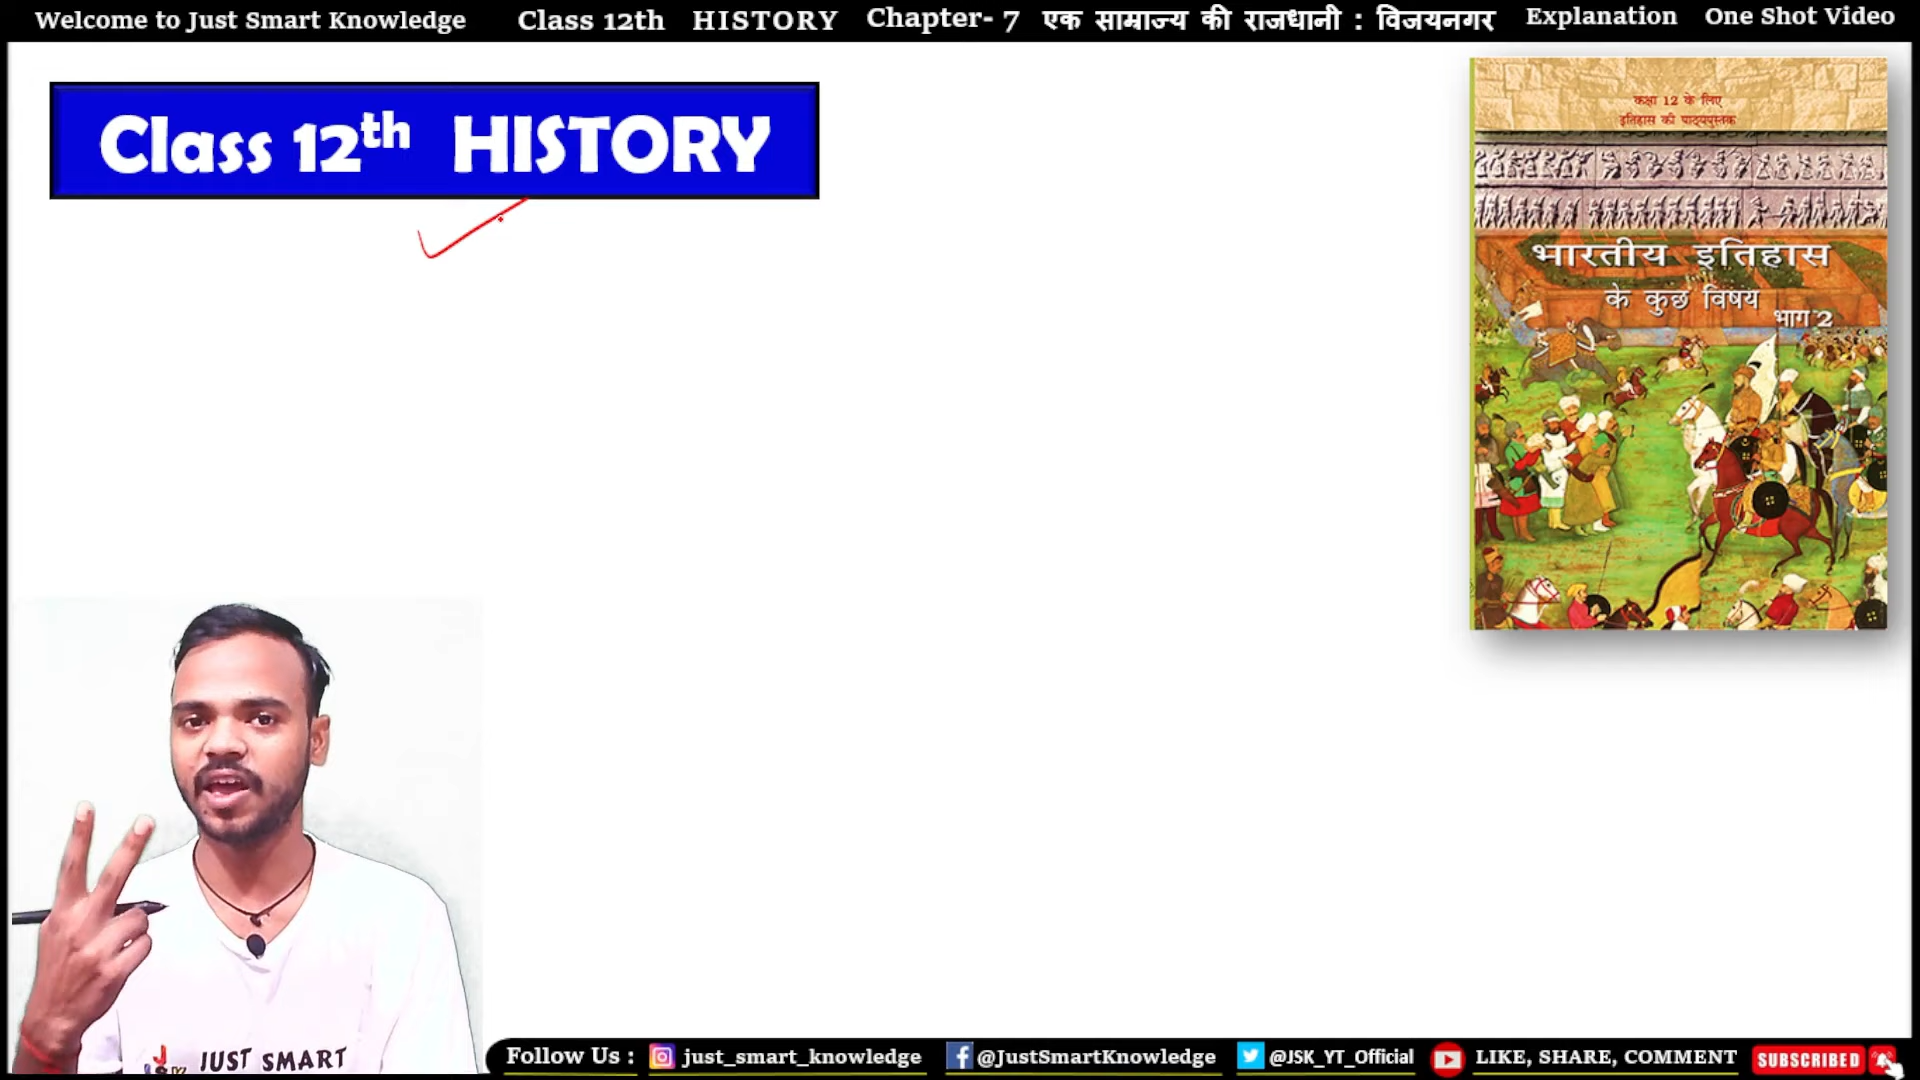 Welcome to Just Smart Knowledge Class 12th HISTORY Chapter- 7 एक साम्राज्य की राजधानी : विजयनगर Explanation One Shot Video
Class 12th HISTORY
कक्षा 12 के लिए
इतिहास की पाठ्यपुस्तक
भारतीय इतिहास
के कुछ विषय
भाग 2
JUST SMART
Follow Us : just_smart_knowledge @JustSmartKnowledge @JSK_YT_Official LIKE, SHARE, COMMENT SUBSCRIBED